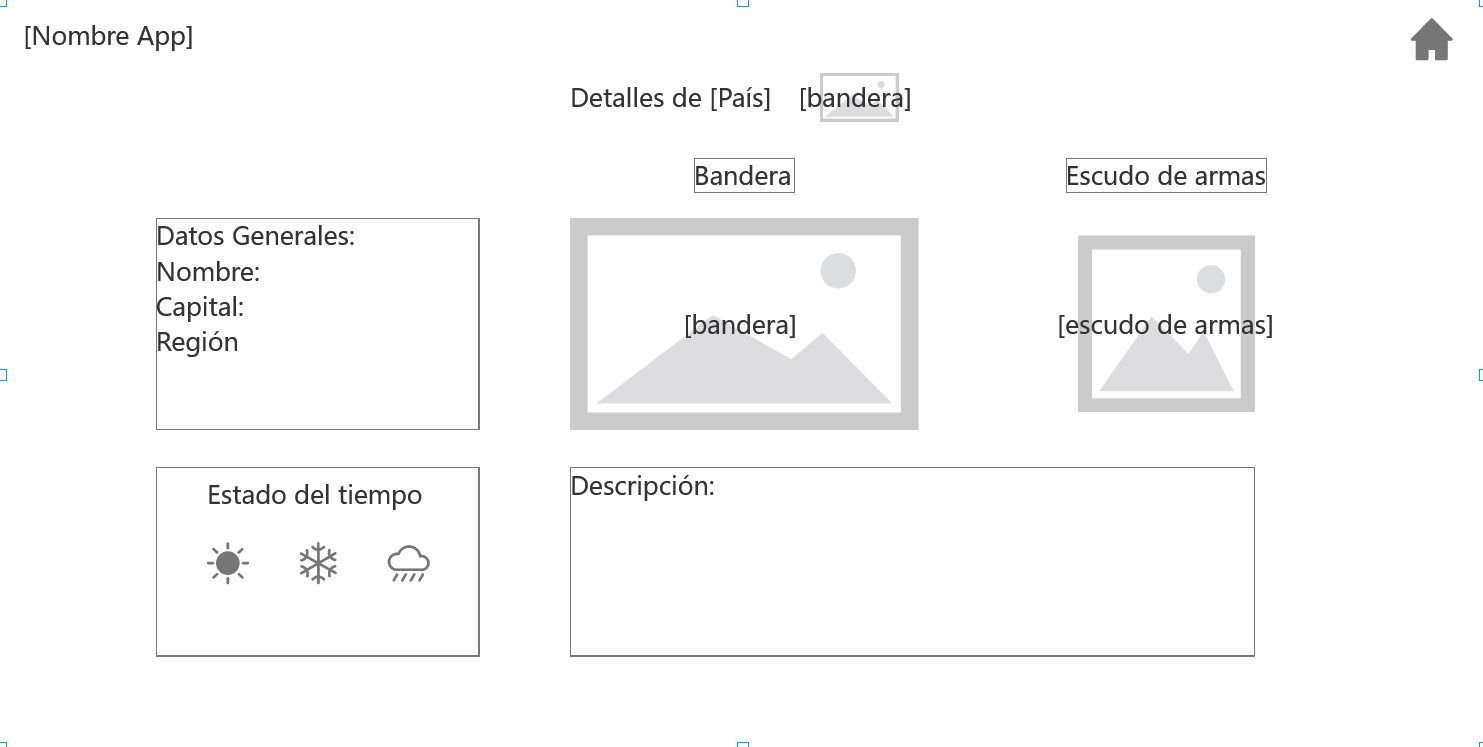 [Nombre App]
Detalles de [País] [bandera]
Bandera
Escudo de armas
Datos Generales:
Nombre:
Capital:
Región
[bandera]
[escudo de armas]
Estado del tiempo
Descripción: